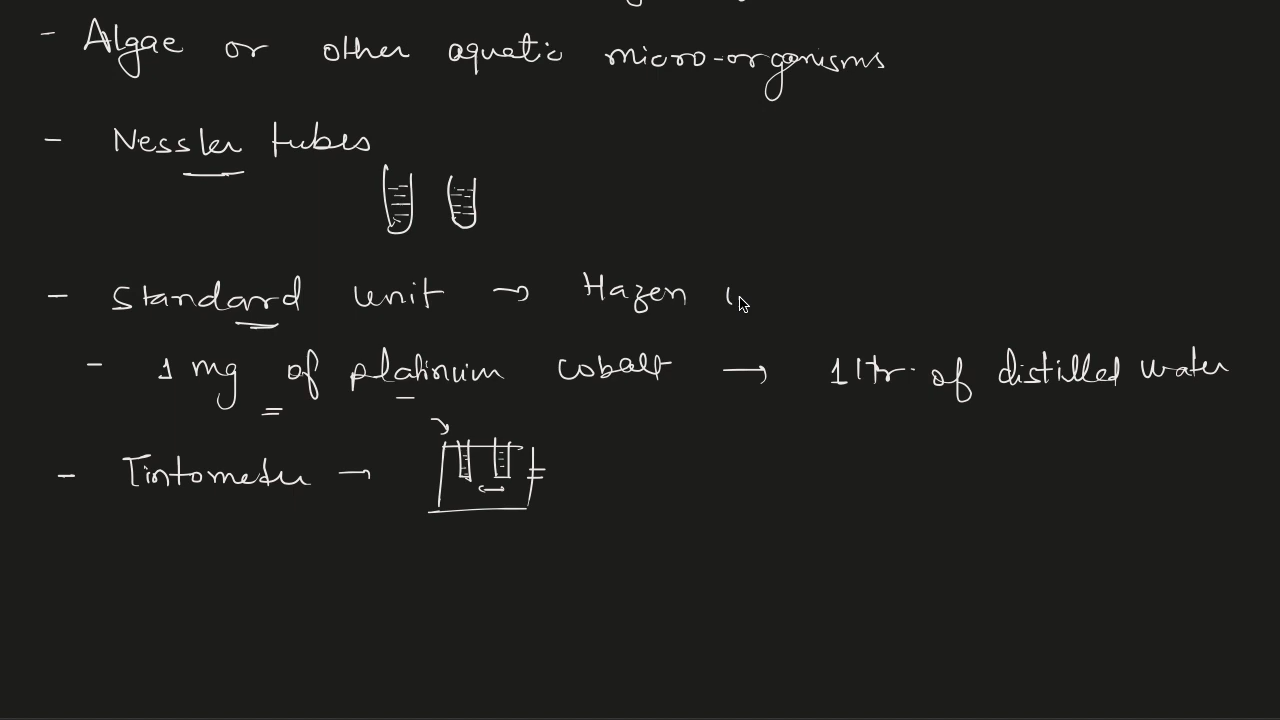 - Algae or other aquatic micro-organisms
- Nessler tubes
- Standard unit → Hazen
- 1 mg of platinum cobalt → 1 ltr. of distilled water
- Tintometer →